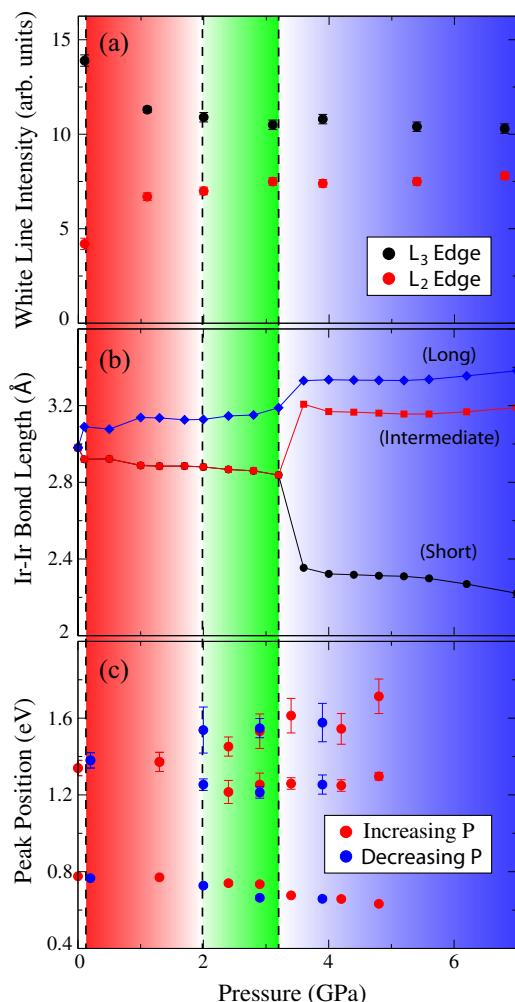 (a)
White Line Intensity (arb. units)
15
10
5
0
L₃ Edge
L₂ Edge
(b)
Ir-Ir Bond Length (Å)
3.2
2.8
2.4
2
(Long)
(Intermediate)
(Short)
(c)
Peak Position (eV)
1.6
1.2
0.8
0.4
Increasing P
Decreasing P
0 2 4 6
Pressure (GPa)